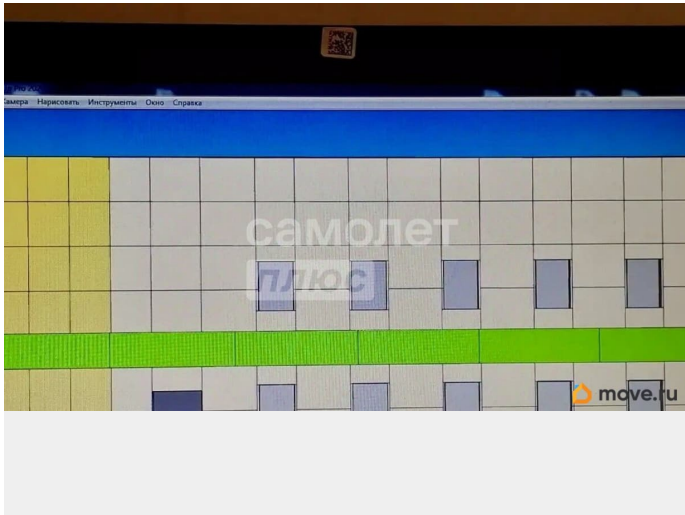 Камера Нарисовать Инструменты Окно Справка
самолет
плюс
move.ru